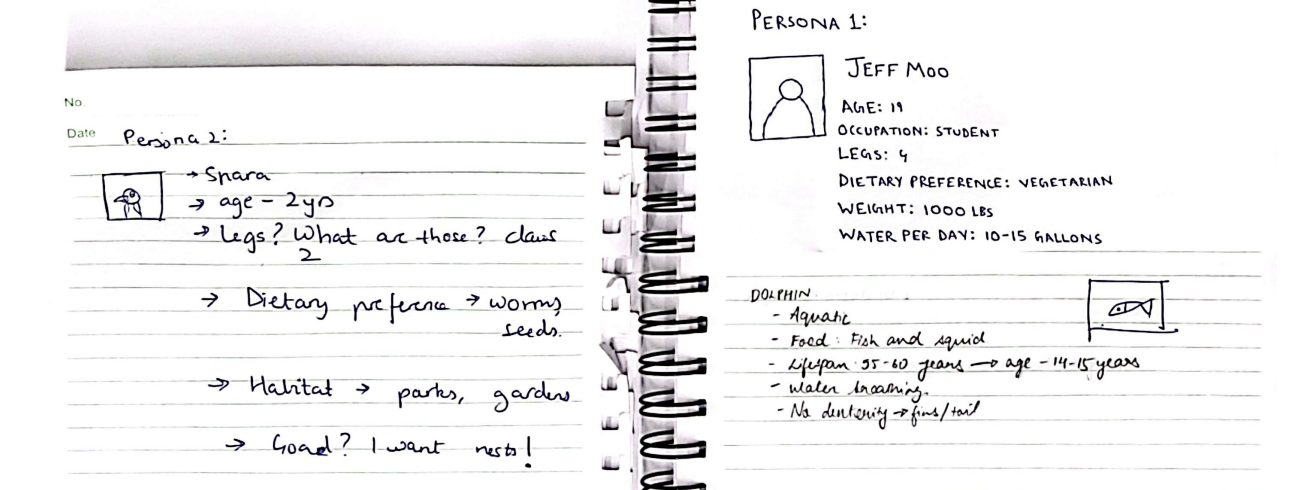 No.
Date
Persona 2:
→ Spara
→ age - 2yrs
→ Legs? What are those? claws
2
→ Dietary preference → worms,
seeds.
→ Habitat → parks, gardens
→ Goad? I want nests!
PERSONA 1:
JEFF MOO
AGE: 19
OCCUPATION: STUDENT
LEGS: 4
DIETARY PREFERENCE: VEGETARIAN
WEIGHT: 1000 LBS
WATER PER DAY: 10-15 GALLONS
DOLPHIN
- Aquatic
- Food: Fish and squid
- Lifespan: 55-60 years → age - 14-15 years
- Water
- No dexterity → fins/tail